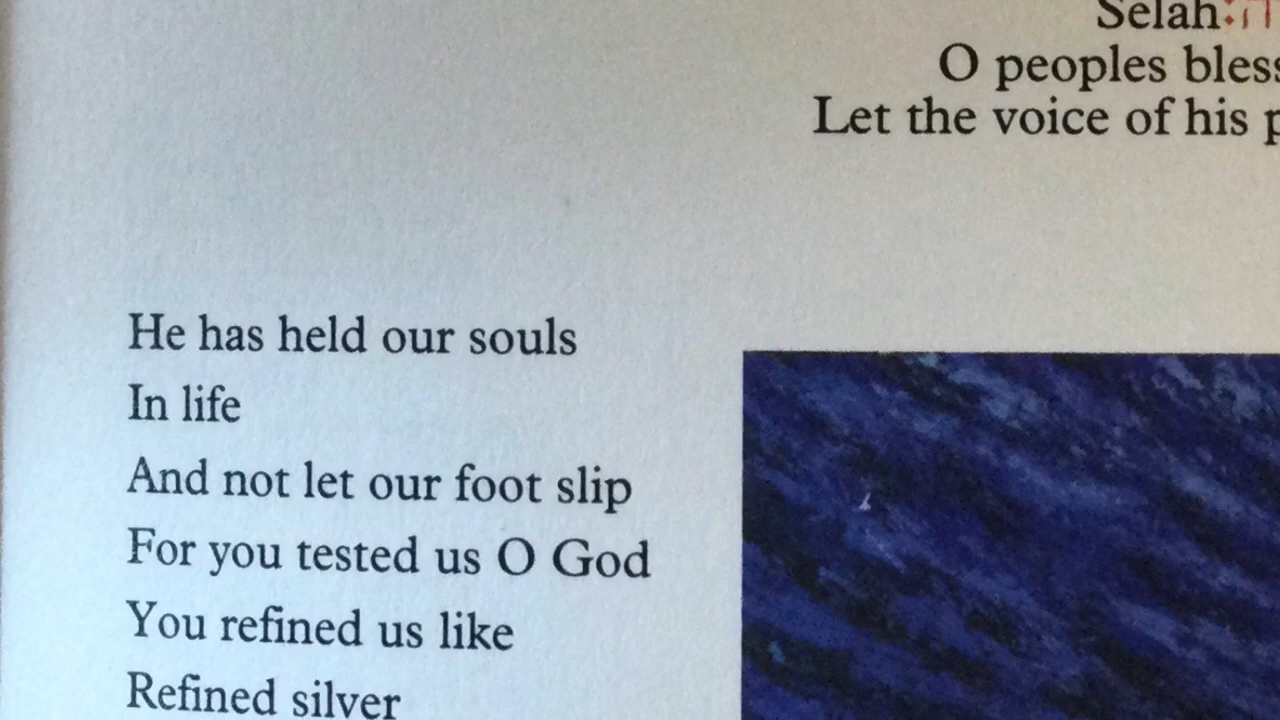 Selah:
O peoples
Let the voice of his
He has held our souls
In life
And not let our foot slip
For you tested us O God
You refined us like
Refined silver